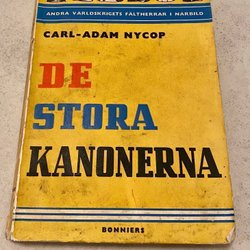 ANDRA VÄRLDSKRIGETS FÄLTHERRAR I NÄRBILD
CARL-ADAM NYCOP
DE
STORA
KANONERNA
BONNIERS